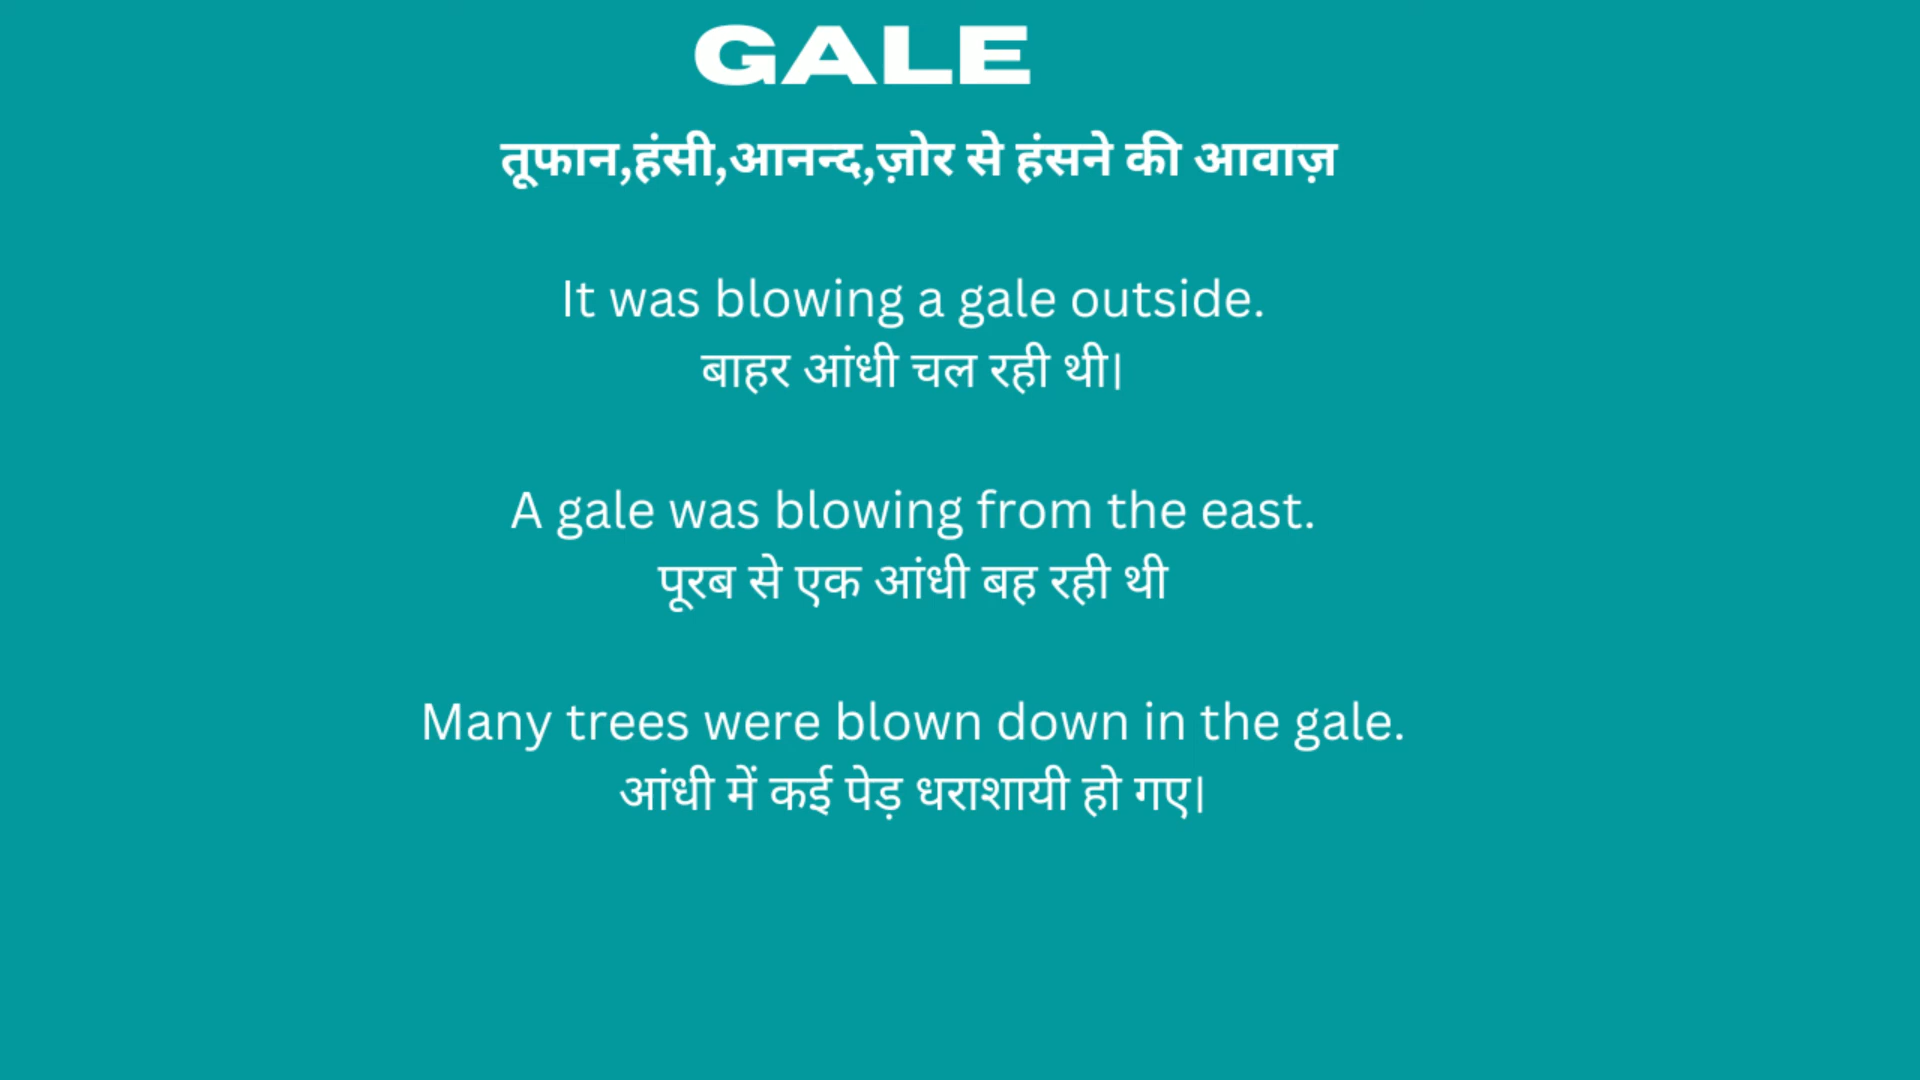 GALE
तूफान,हंसी,आनन्द,ज़ोर से हंसने की आवाज़
It was blowing a gale outside.
बाहर आंधी चल रही थी।
A gale was blowing from the east.
पूरब से एक आंधी बह रही थी
Many trees were blown down in the gale.
आंधी में कई पेड़ धराशायी हो गए।